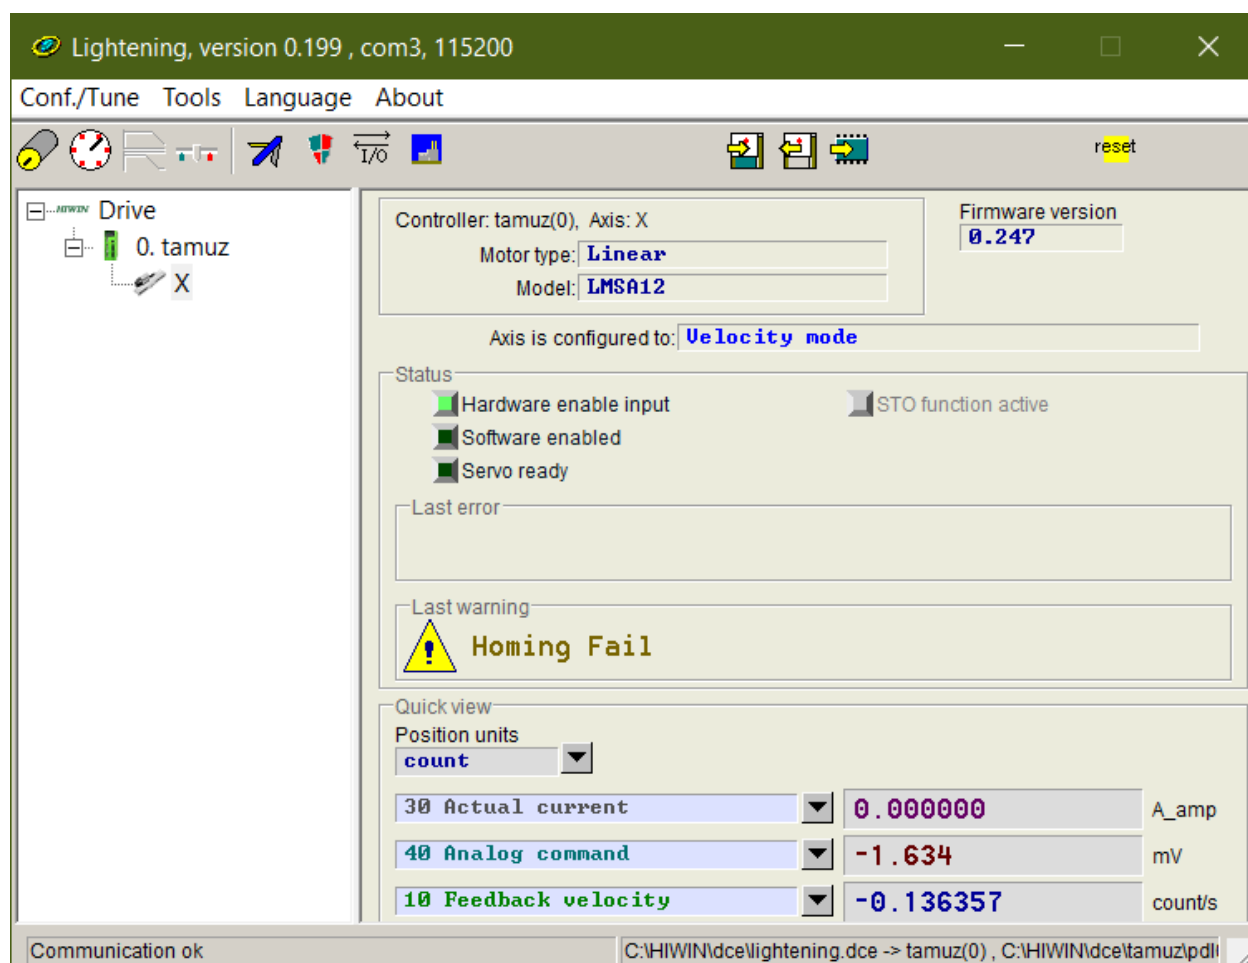 Lightening, version 0.199 , com3, 115200
Conf./Tune Tools Language About
I/O
reset
HIWIN Drive
0. tamuz
X
Controller: tamuz(0), Axis: X
Motor type: Linear
Model: LMSA12
Firmware version
0.247
Axis is configured to: Velocity mode
Status
Hardware enable input
STO function active
Software enabled
Servo ready
Last error
Last warning
Homing Fail
Quick view
Position units
count
30 Actual current 0.000000 A_amp
40 Analog command -1.634 mV
10 Feedback velocity -0.136357 count/s
Communication ok
C:\HIWIN\dce\lightening.dce -> tamuz(0) , C:\HIWIN\dce\tamuz\pdl